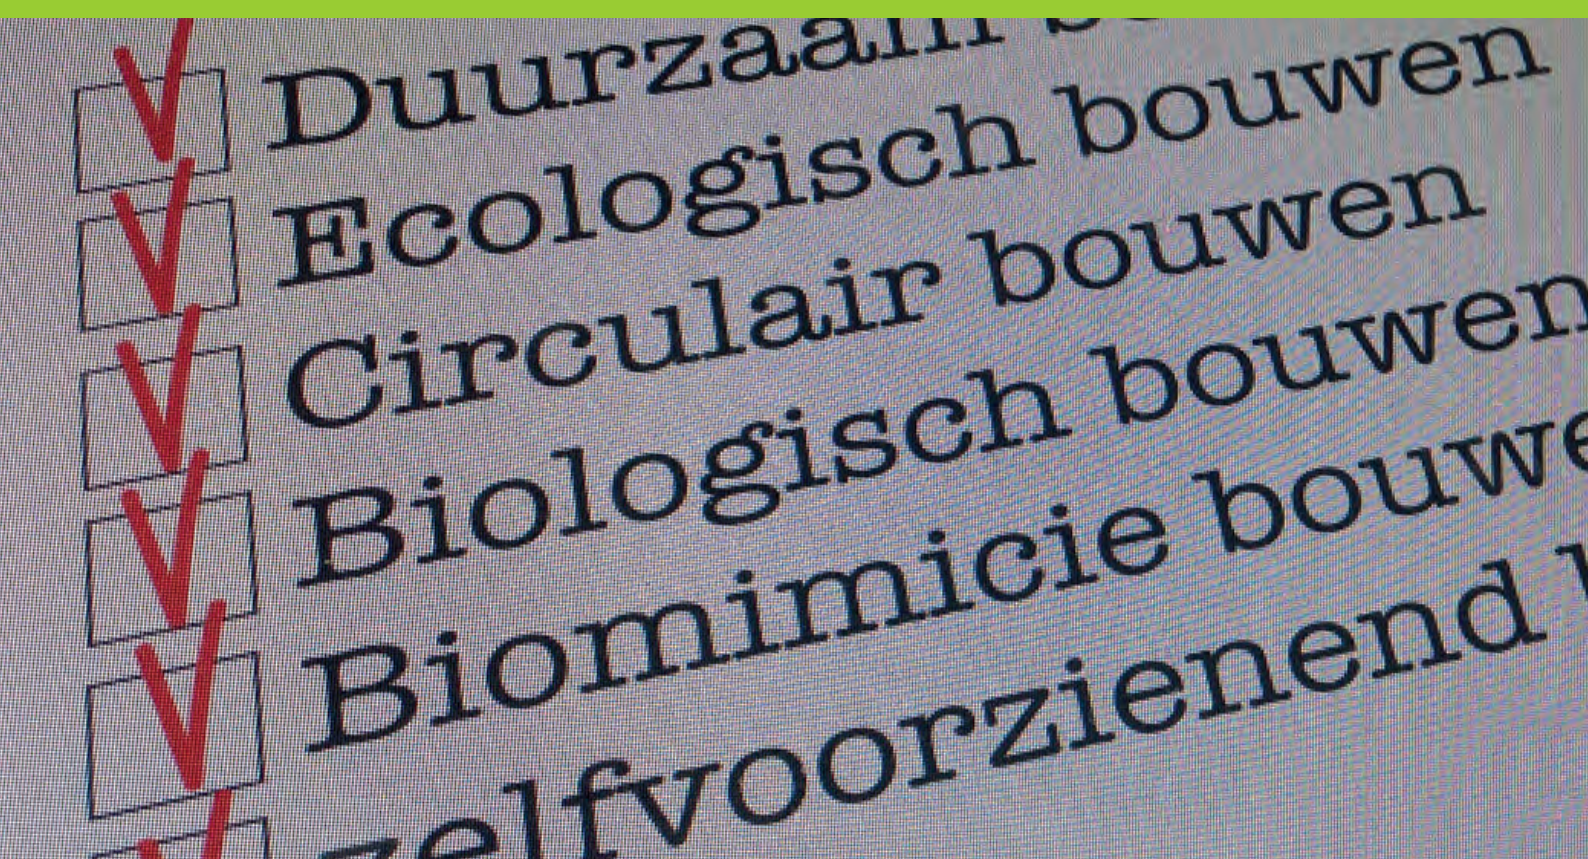 Duurzaam
Ecologisch bouwen
Circulair bouwen
Biologisch bouwen
Biomimicie
zelfvoorzienend